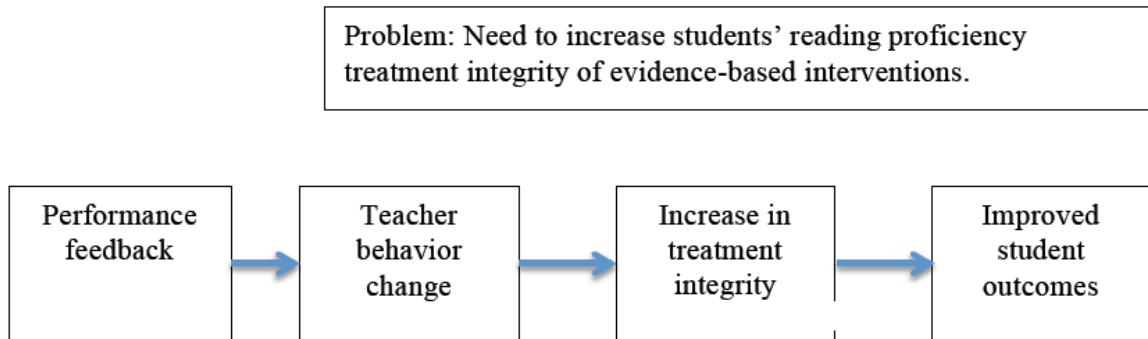 Problem: Need to increase students’ reading proficiency
treatment integrity of evidence-based interventions.
Performance
feedback
Teacher
behavior
change
Increase in
treatment
integrity
Improved
student
outcomes